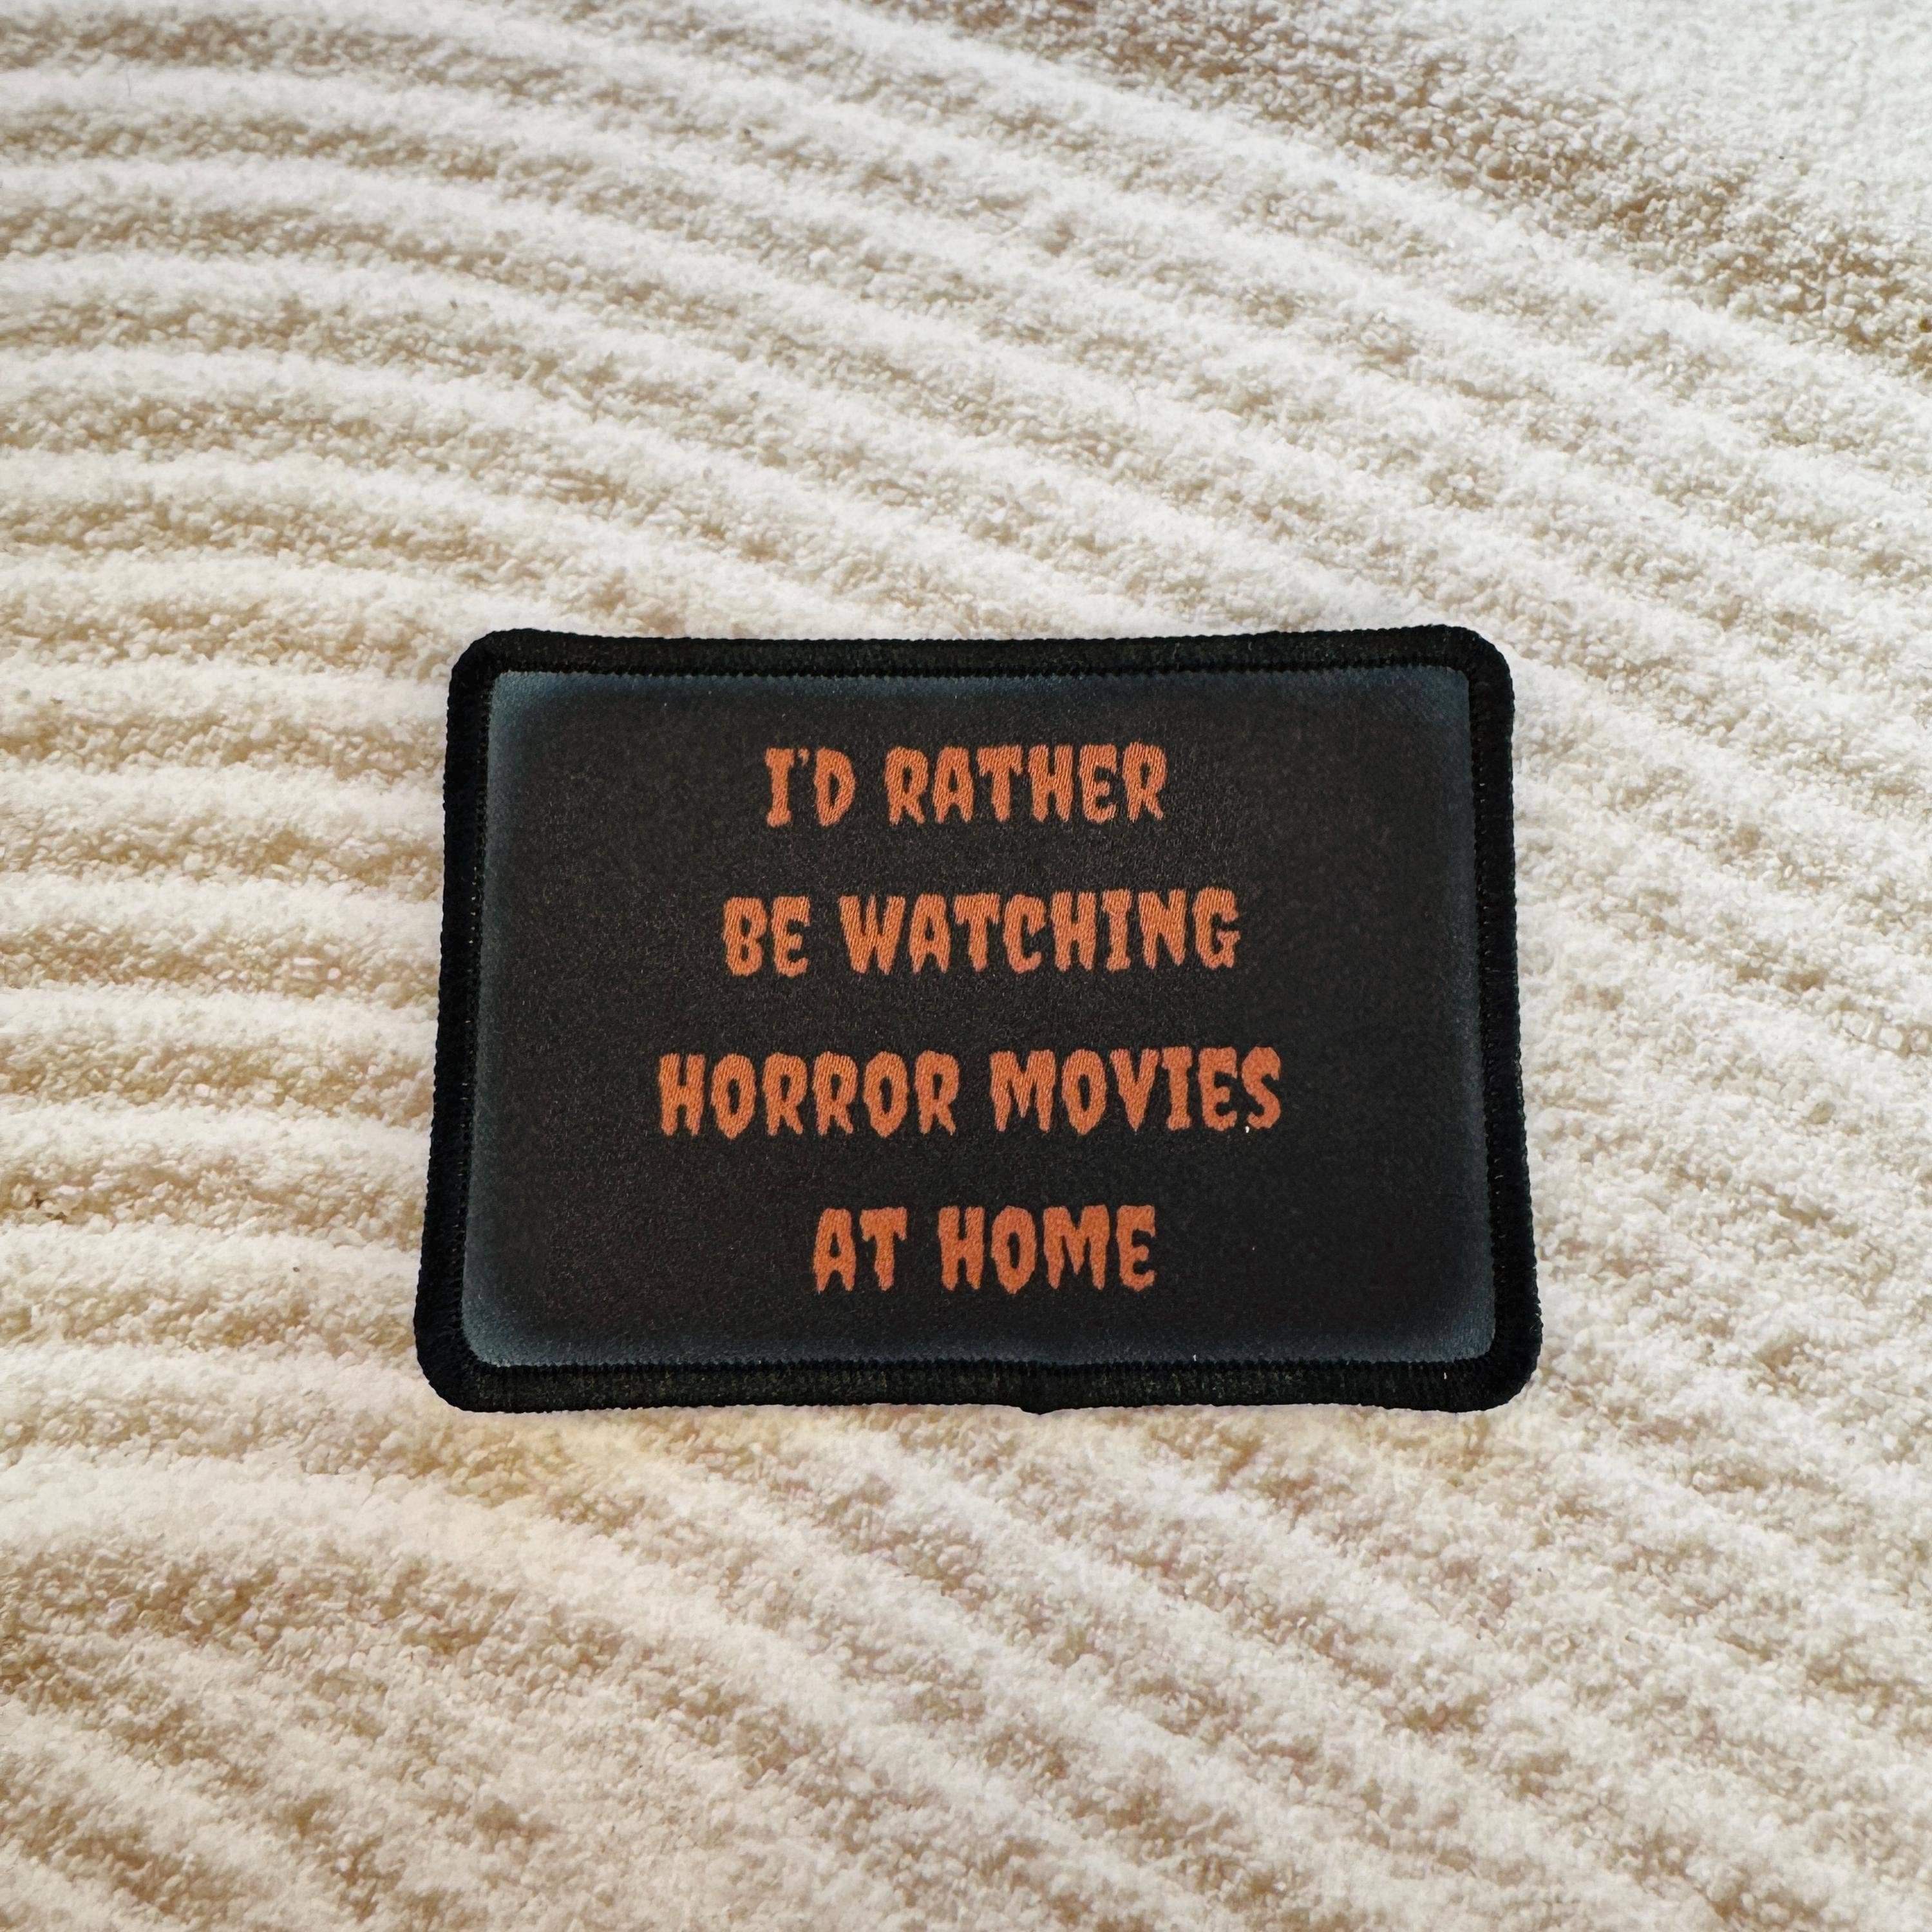 I'D RATHER
BE WATCHING
HORROR MOVIES
AT HOME